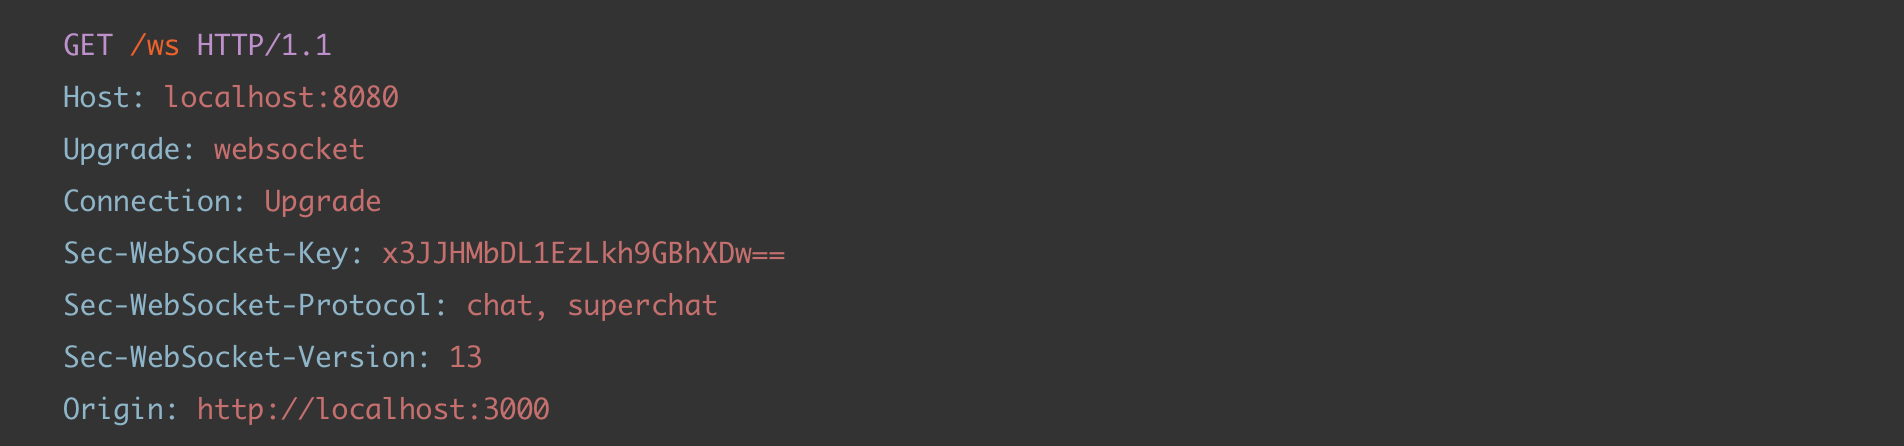 GET /ws HTTP/1.1
Host: localhost:8080
Upgrade: websocket
Connection: Upgrade
Sec-WebSocket-Key: x3JJHMbDL1EzLkh9GBhXDw==
Sec-WebSocket-Protocol: chat, superchat
Sec-WebSocket-Version: 13
Origin: http://localhost:3000